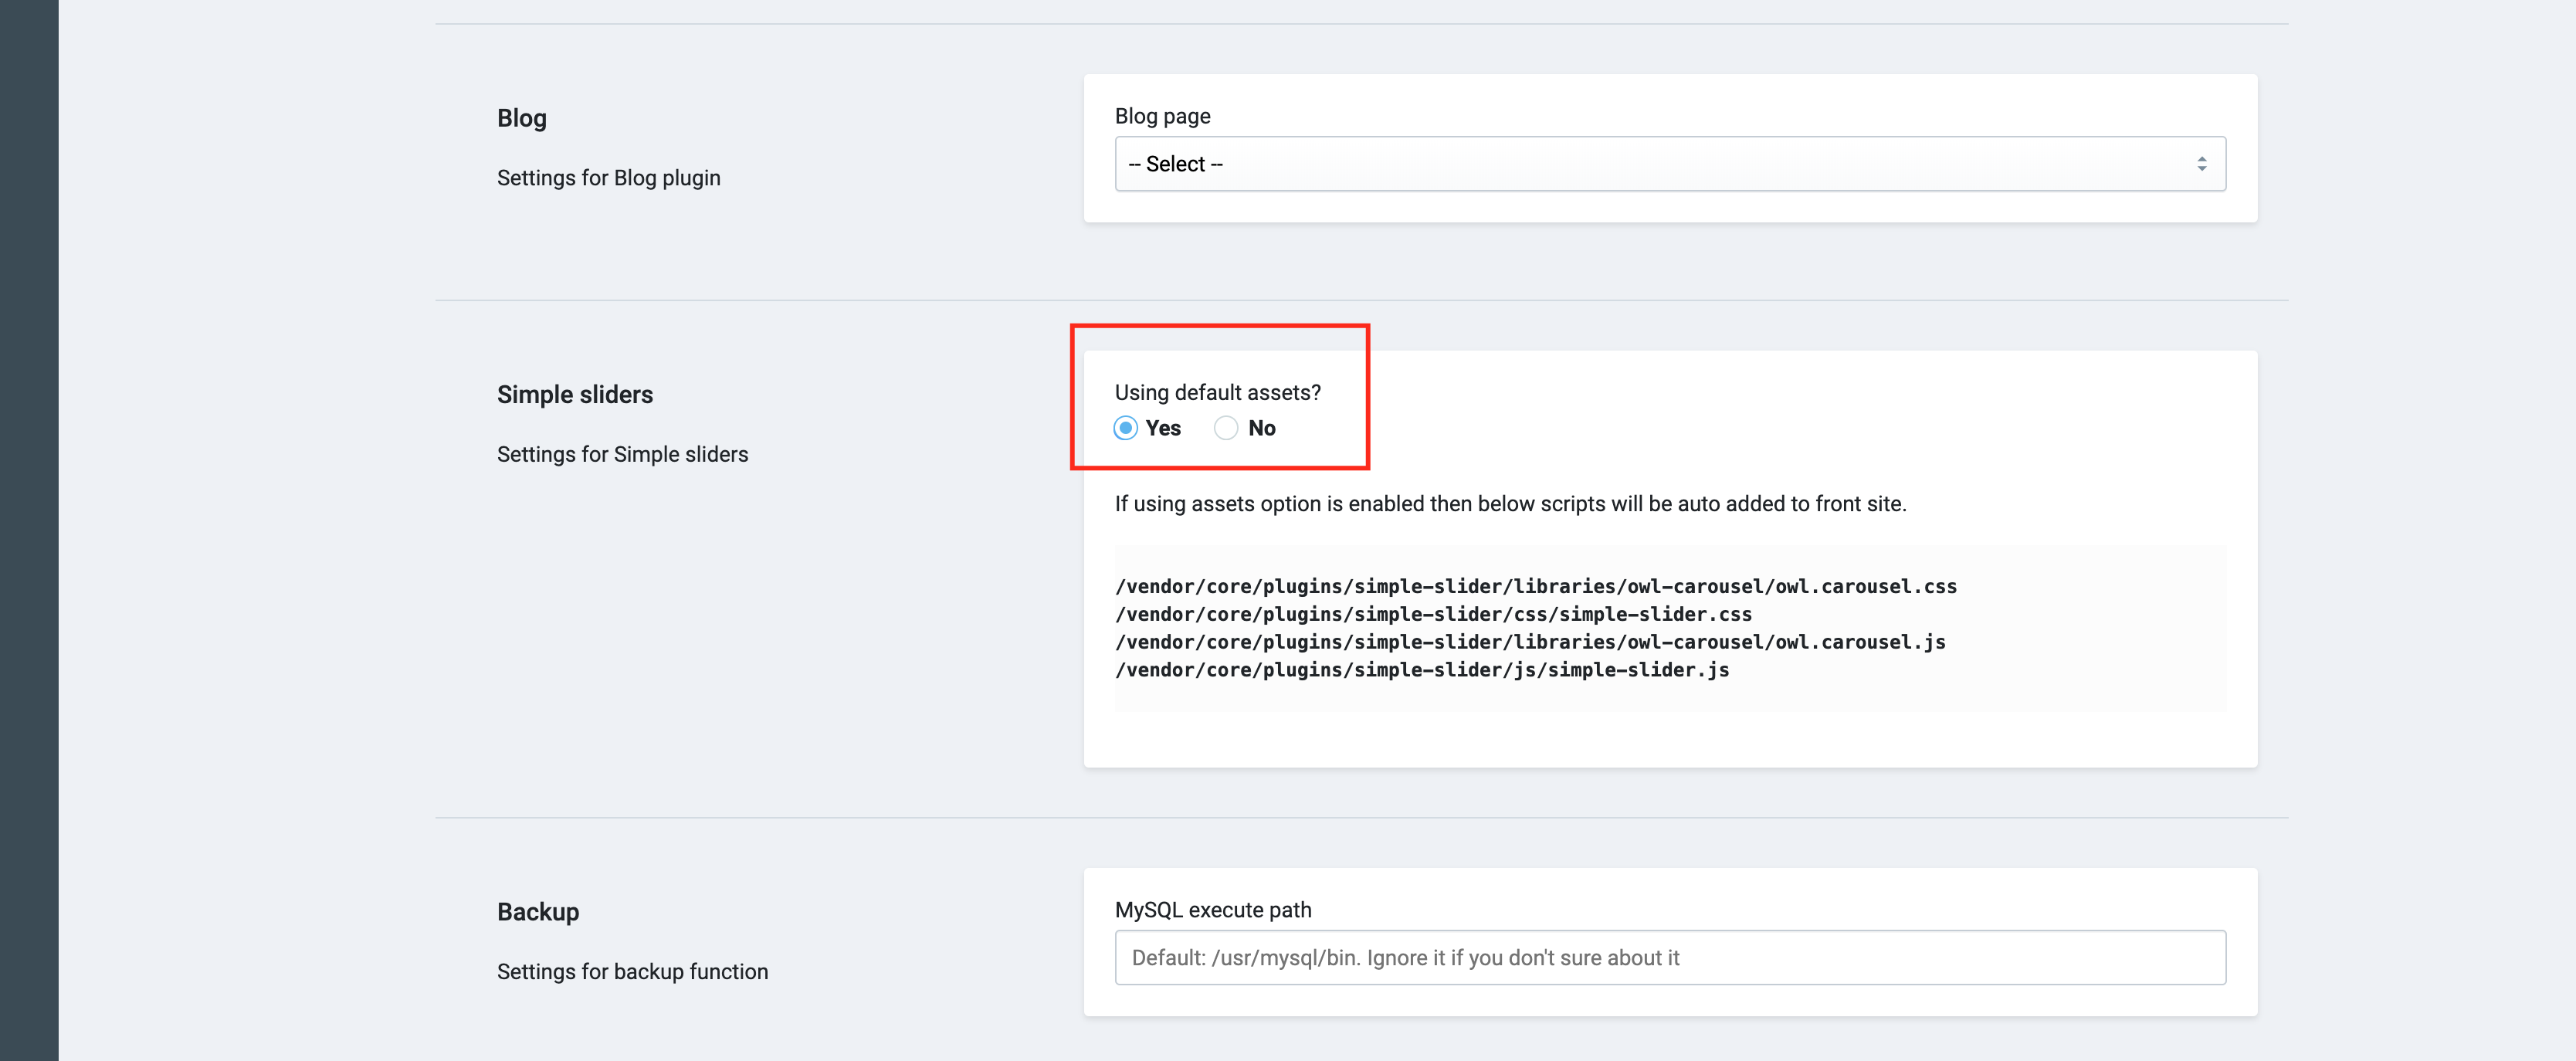 Blog
Settings for Blog plugin
Blog page
-- Select --
Simple sliders
Settings for Simple sliders
Using default assets?
Yes No
If using assets option is enabled then below scripts will be auto added to front site.
/vendor/core/plugins/simple-slider/libraries/owl-carousel/owl.carousel.css
/vendor/core/plugins/simple-slider/css/simple-slider.css
/vendor/core/plugins/simple-slider/libraries/owl-carousel/owl.carousel.js
/vendor/core/plugins/simple-slider/js/simple-slider.js
Backup
Settings for backup function
MySQL execute path
Default: /usr/mysql/bin. Ignore it if you don't sure about it